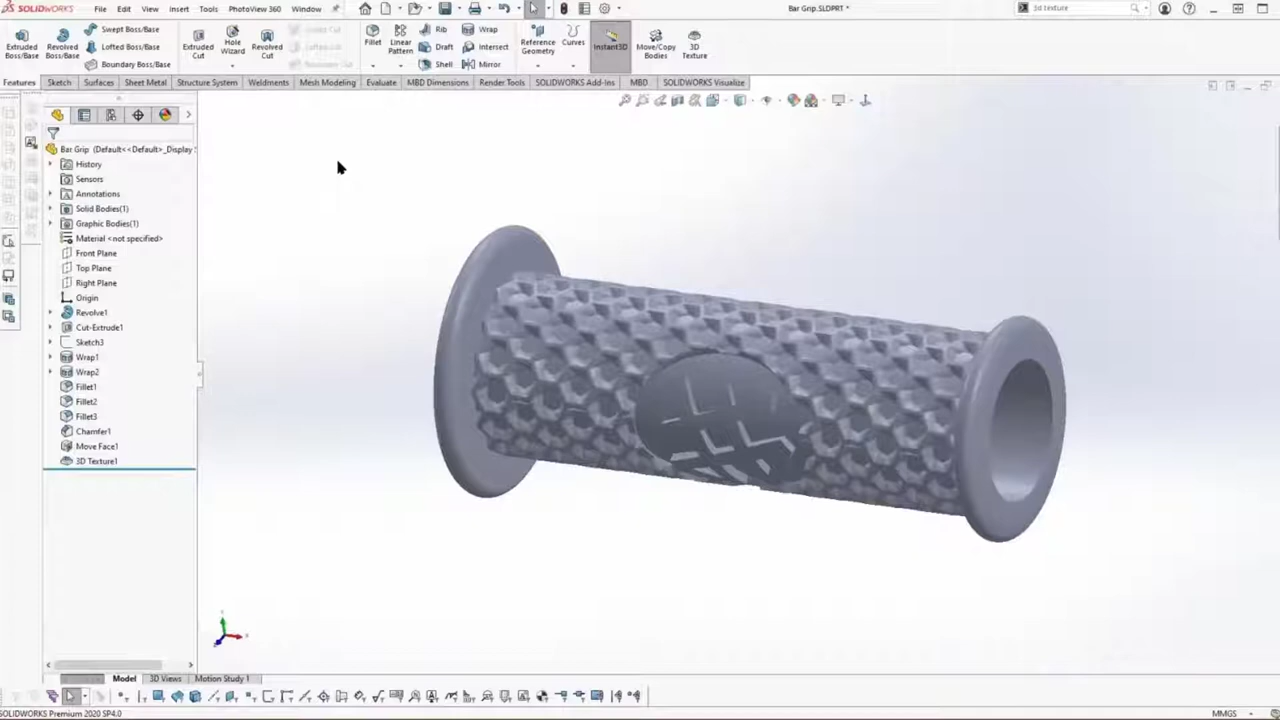 SOLIDWORKS File Edit View Insert Tools PhotoView 360 Window Bar Grip.SLDPRT * 3d texture
Extruded Boss/Base
Revolved Boss/Base
Swept Boss/Base
Lofted Boss/Base
Boundary Boss/Base
Extruded Cut
Hole Wizard
Revolved Cut
Fillet
Linear Pattern
Rib
Draft
Shell
Wrap
Intersect
Mirror
Reference Geometry
Curves
Instant3D
Move/Copy Bodies
3D Texture
Features Sketch Surfaces Sheet Metal Structure System Weldments Mesh Modeling Evaluate MBD Dimensions Render Tools SOLIDWORKS Add-Ins MBD SOLIDWORKS Visualize
Bar Grip (Default<<Default>_Display
History
Sensors
Annotations
Solid Bodies(1)
Graphic Bodies(1)
Material <not specified>
Front Plane
Top Plane
Right Plane
Origin
Revolve1
Cut-Extrude1
Sketch3
Wrap1
Wrap2
Fillet1
Fillet2
Fillet3
Chamfer1
Move Face1
3D Texture1
Model 3D Views Motion Study 1
SOLIDWORKS Premium 2020 SP4.0 MMGS